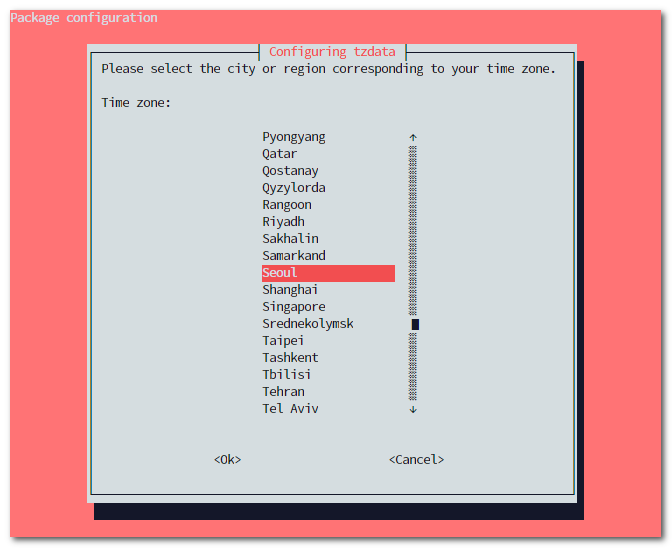 Package configuration
Configuring tzdata
Please select the city or region corresponding to your time zone.
Time zone:
Pyongyang
Qatar
Qostanay
Qyzylorda
Rangoon
Riyadh
Sakhalin
Samarkand
Seoul
Shanghai
Singapore
Srednekolymsk
Taipei
Tashkent
Tbilisi
Tehran
Tel Aviv
<Ok> <Cancel>